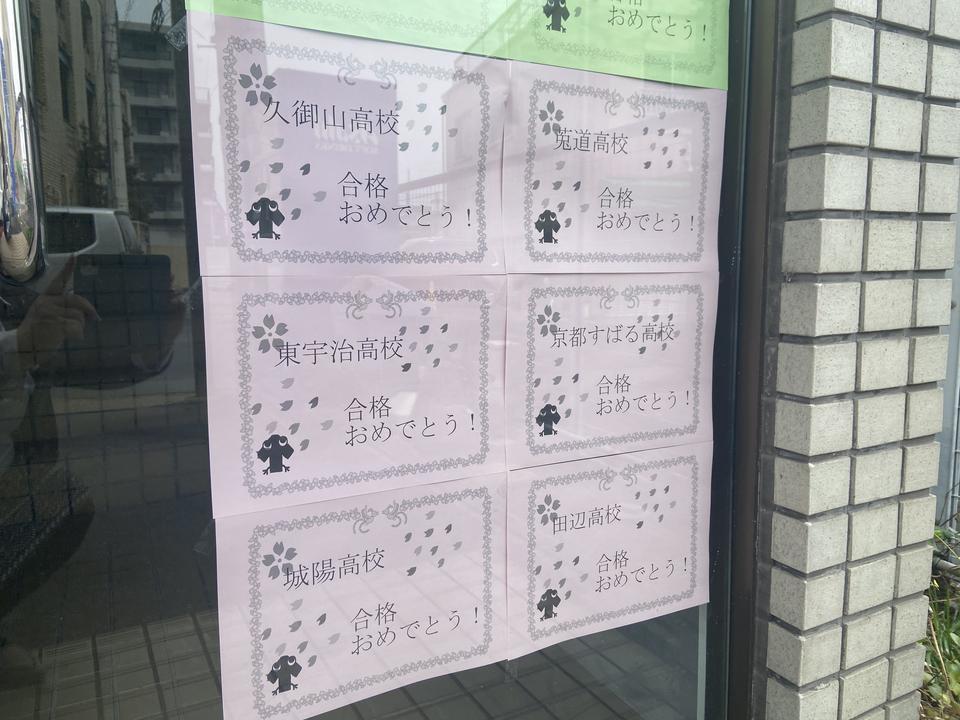 おめでとう！
久御山高校
合格
おめでとう！
莵道高校
合格
おめでとう！
東宇治高校
合格
おめでとう！
京都すばる高校
合格
おめでとう！
城陽高校
合格
おめでとう！
田辺高校
合格
おめでとう！